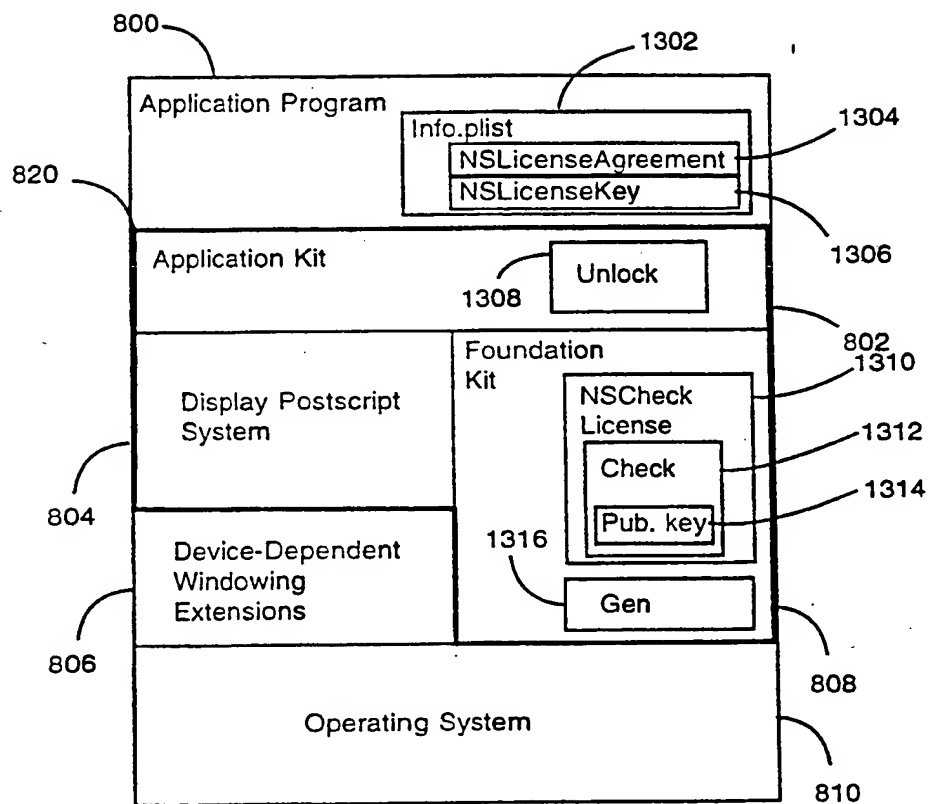 800
1302
Application Program
Info.plist
1304
NSLicenseAgreement
820
NSLicenseKey
1306
Application Kit
Unlock
1308
802
Foundation
Kit
1310
NSCheck
License
Display Postscript
System
1312
Check
1314
Pub. key
804
1316
Device-Dependent
Windowing
Extensions
Gen
806
808
Operating System
810